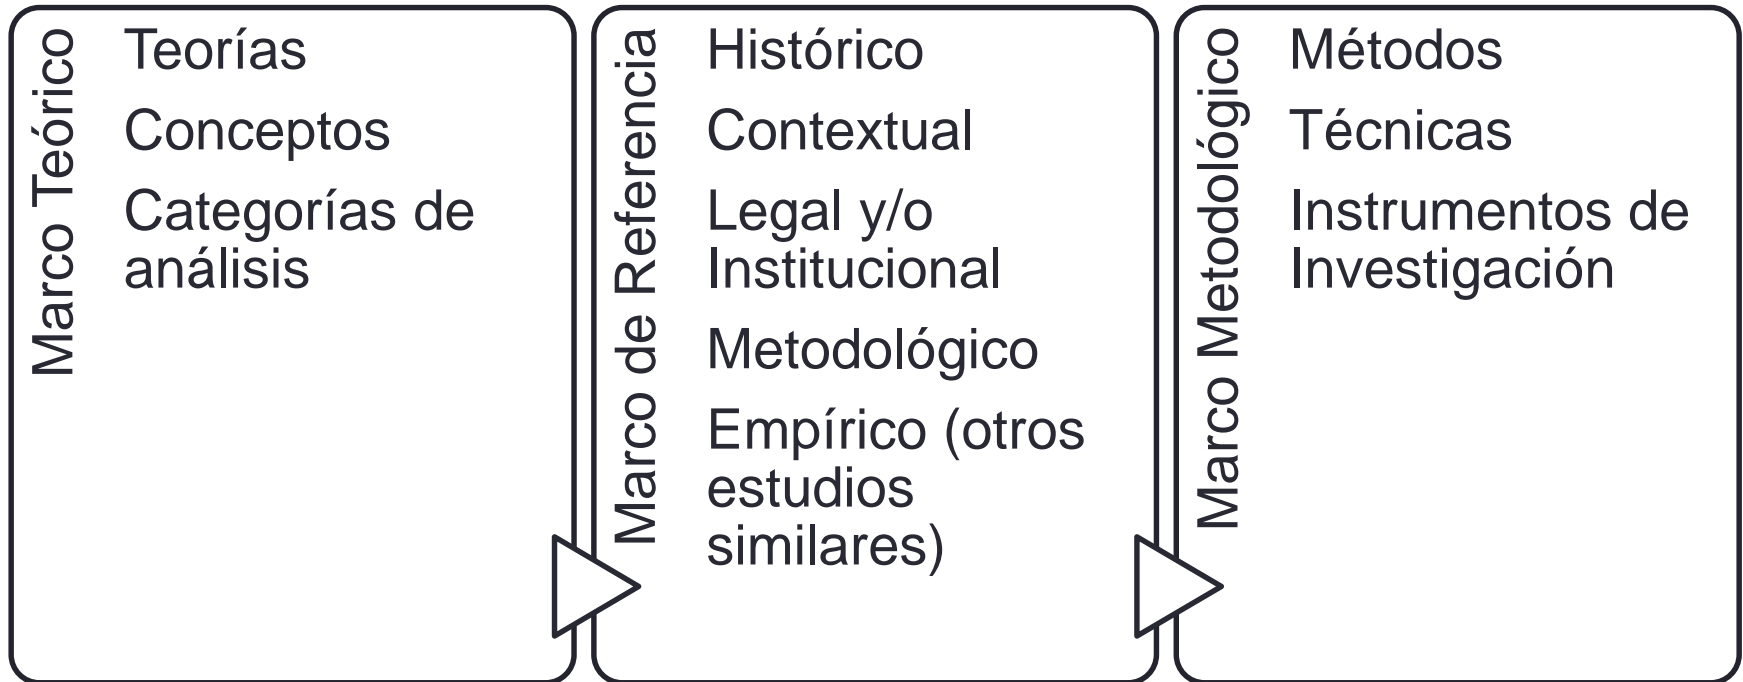 Marco Teórico
Teorías
Conceptos
Categorías de
análisis
Marco de Referencia
Histórico
Contextual
Legal y/o
Institucional
Metodológico
Empírico (otros
estudios
similares)
Marco Metodológico
Métodos
Técnicas
Instrumentos de
Investigación